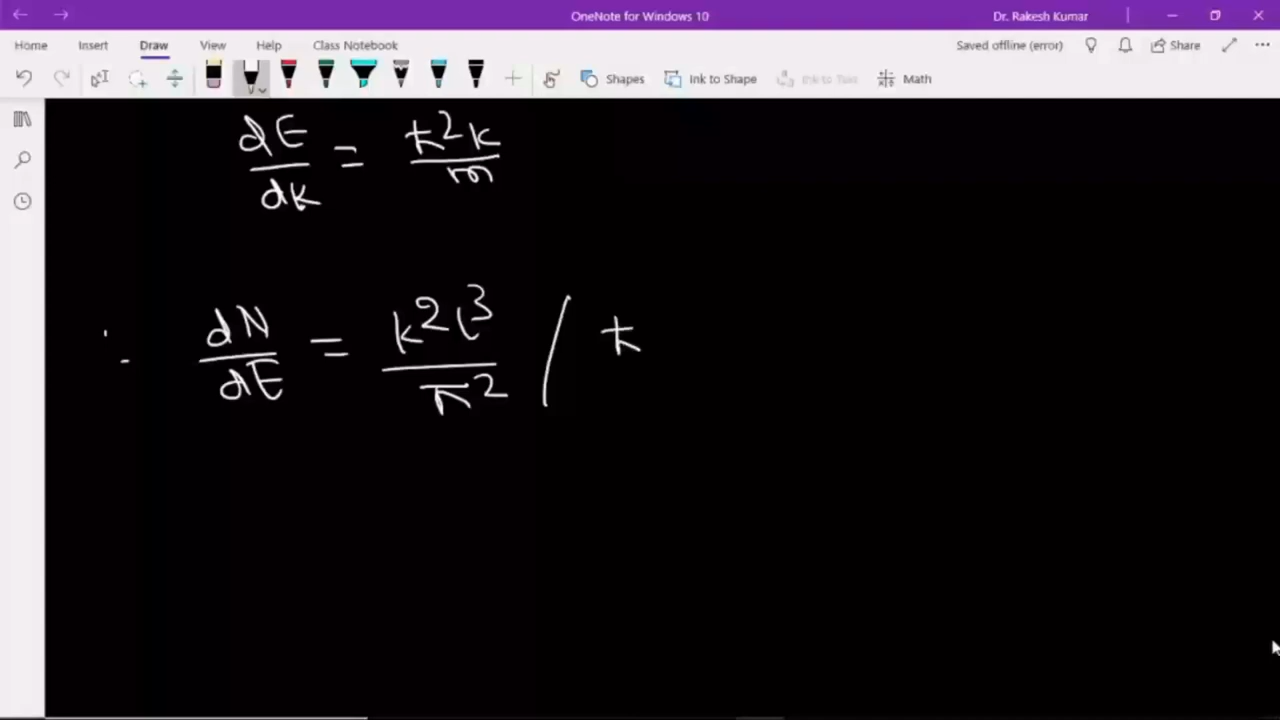 OneNote for Windows 10
Dr. Rakesh Kumar
Home Insert Draw View Help Class Notebook
Saved offline (error) Share
Shapes Ink to Shape Ink to Text Math
dE/dk = ħ²k/m
∴ dN/dE = k²L³/π² / ħ